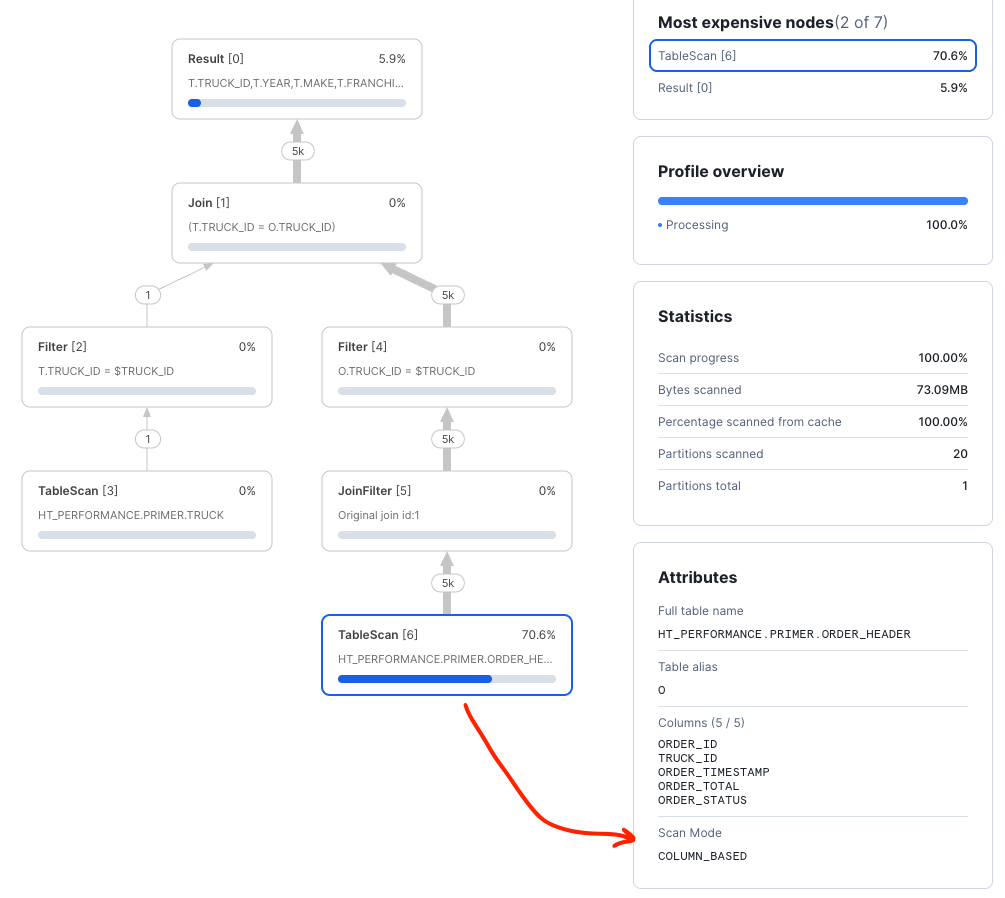 Result [0] 5.9%
T.TRUCK_ID,T.YEAR,T.MAKE,T.FRANCHI...
5k
Join [1] 0%
(T.TRUCK_ID = O.TRUCK_ID)
1
5k
Filter [2] 0%
T.TRUCK_ID = $TRUCK_ID
Filter [4] 0%
O.TRUCK_ID = $TRUCK_ID
1
5k
TableScan [3] 0%
HT_PERFORMANCE.PRIMER.TRUCK
JoinFilter [5] 0%
Original join id:1
5k
TableScan [6] 70.6%
HT_PERFORMANCE.PRIMER.ORDER_HE...
Most expensive nodes(2 of 7)
TableScan [6] 70.6%
Result [0] 5.9%
Profile overview
Processing 100.0%
Statistics
Scan progress 100.00%
Bytes scanned 73.09MB
Percentage scanned from cache 100.00%
Partitions scanned 20
Partitions total 1
Attributes
Full table name
HT_PERFORMANCE.PRIMER.ORDER_HEADER
Table alias
O
Columns (5 / 5)
ORDER_ID
TRUCK_ID
ORDER_TIMESTAMP
ORDER_TOTAL
ORDER_STATUS
Scan Mode
COLUMN_BASED